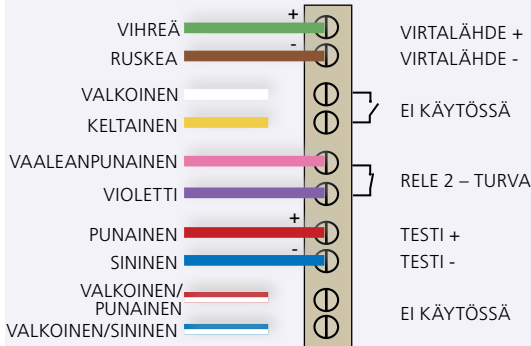 VIHREÄ + VIRTALÄHDE +
RUSKEA - VIRTALÄHDE -
VALKOINEN
EI KÄYTÖSSÄ
KELTAINEN
VAALEANPUNAINEN
RELE 2 – TURVA
VIOLETTI
PUNAINEN + TESTI +
SININEN - TESTI -
VALKOINEN/
PUNAINEN
EI KÄYTÖSSÄ
VALKOINEN/SININEN